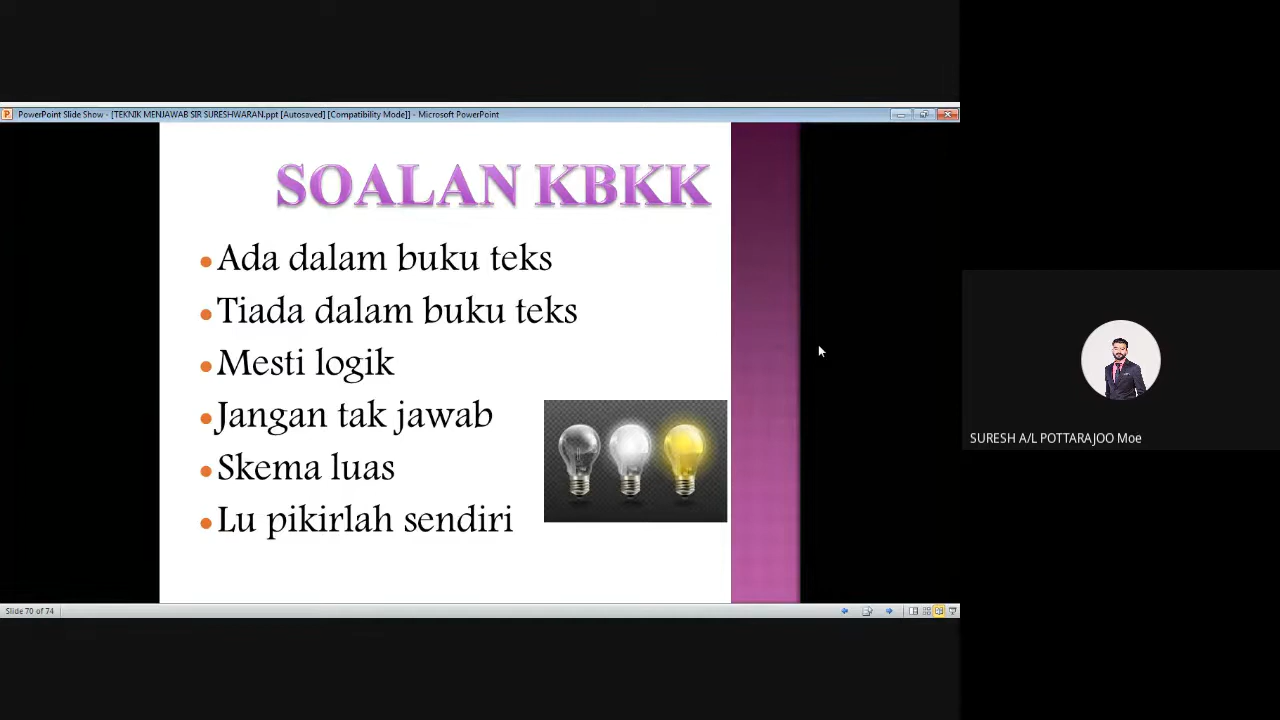 PowerPoint Slide Show - [TEKNIK MENJAWAB SIR SURESHWARAN.ppt [Autosaved] [Compatibility Mode]] - Microsoft PowerPoint
SOALAN KBKK
•Ada dalam buku teks
•Tiada dalam buku teks
•Mesti logik
•Jangan tak jawab
•Skema luas
•Lu pikirlah sendiri
SURESH A/L POTTARAJOO Moe
Slide 70 of 74